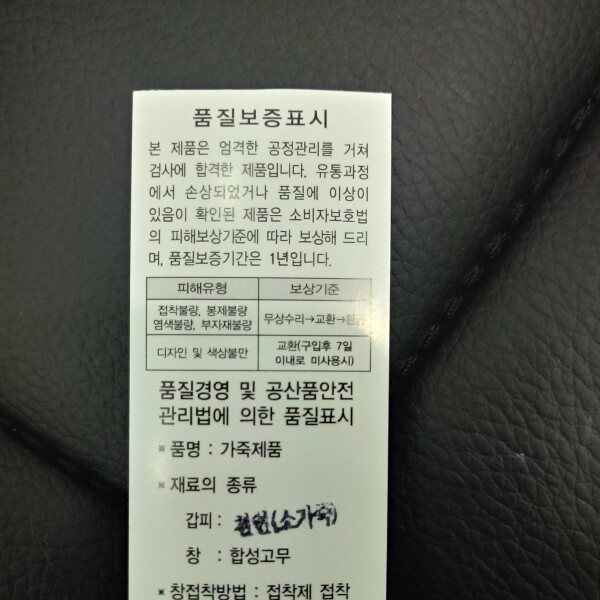 품질보증표시
본 제품은 엄격한 공정관리를 거쳐
검사에 합격한 제품입니다. 유통과정
에서 손상되었거나 품질에 이상이
있음이 확인된 제품은 소비자보호법
의 피해보상기준에 따라 보상해 드리
며, 품질보증기간은 1년입니다.
피해유형 보상기준
접착불량, 봉제불량
염색불량, 부자재불량
무상수리→교환→환급
디자인 및 색상불만
교환(구입후 7일
이내로 미사용시)
품질경영 및 공산품안전
관리법에 의한 품질표시
※ 품명 : 가죽제품
※ 재료의 종류
갑피 : 천연(소가죽)
창 : 합성고무
※ 창접착방법 : 접착제 접착